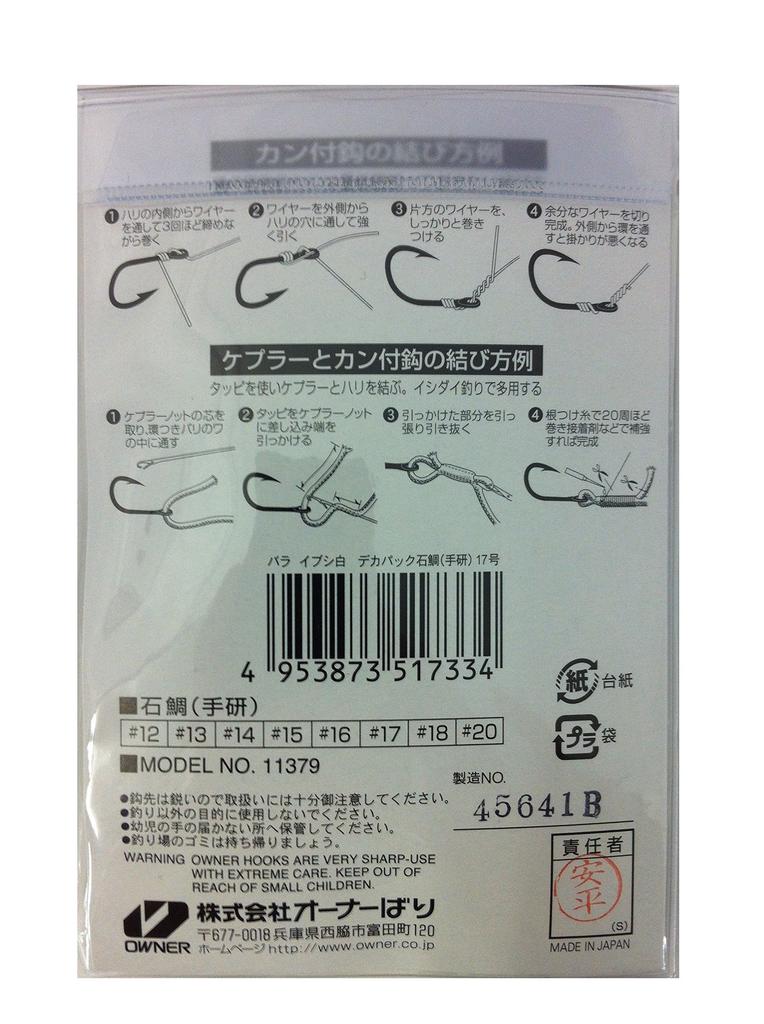 カン付鈎の結び方例
❶ハリの内側からワイヤー
を通して3回ほど締めな
がら巻く
❷ワイヤーを外側から
ハリの穴に通して強
く引く
❸片方のワイヤーを、
しっかりと巻き
つける
❹余分なワイヤーを切り
完成。外側から環を通
すと掛かりが悪くなる
ケプラーとカン付鈎の結び方例
タッピを使いケプラーとハリを結ぶ。イシダイ釣りで多用する
❶ケプラーノットの芯を
取り、環つきバリのワ
の中に通す
❷タッピをケプラーノット
に差し込み端を
引っかける
❸引っかけた部分を引っ
張り引き抜く
❹根つけ糸で20周ほど
巻き接着剤などで補強
すれば完成
バラ イブシ白 デカパック石鯛(手研) 17号
4 953873 517334
紙 台紙
プラ 袋
■石鯛(手研)
#12 #13 #14 #15 #16 #17 #18 #20
■MODEL NO. 11379
製造NO.
45641B
●鈎先は鋭いので取扱いには十分御注意してください。
●釣り以外の目的に使用しないでください。
●幼児の手の届かない所へ保管してください。
●釣り場のゴミは持ち帰りましょう。
WARNING OWNER HOOKS ARE VERY SHARP-USE
WITH EXTREME CARE. KEEP OUT OF
REACH OF SMALL CHILDREN.
責任者
安平
(S)
MADE IN JAPAN
OWNER
株式会社オーナーばり
〒677-0018 兵庫県西脇市富田町120
ホームページ http://www.owner.co.jp